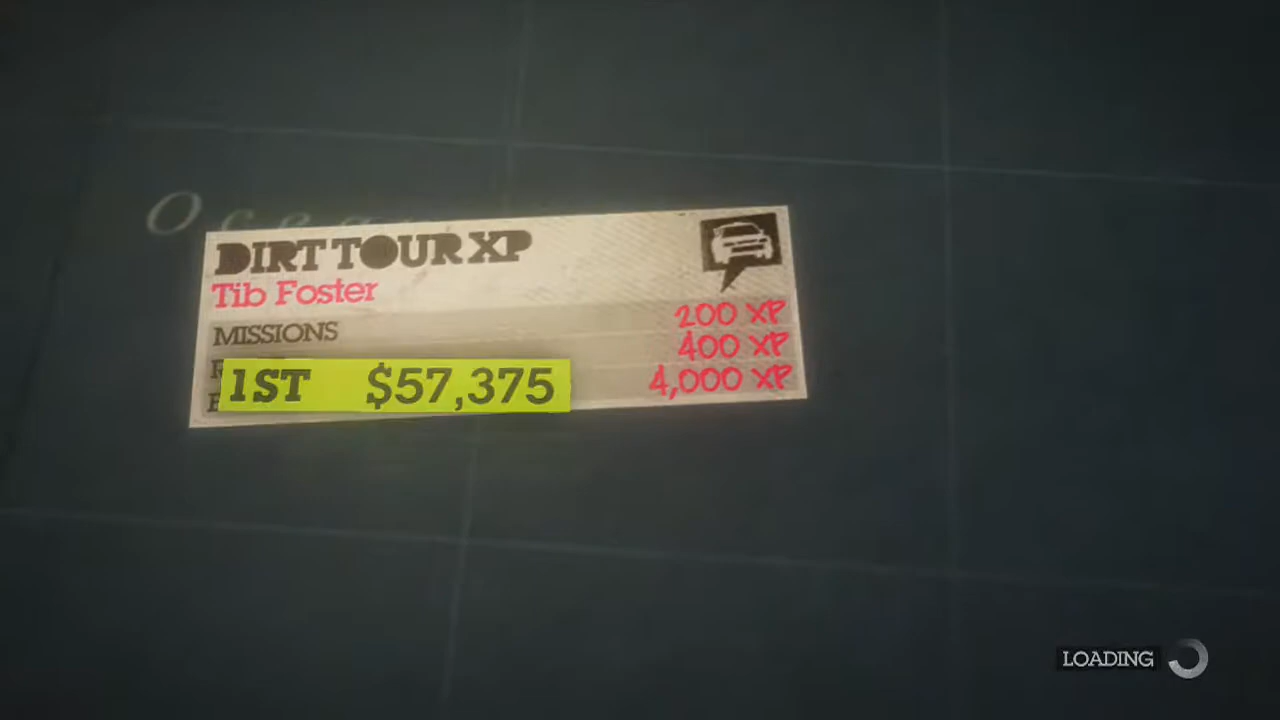 DIRT TOUR XP
Tib Foster
MISSIONS 200 XP
400 XP
1ST $57,375 4,000 XP
LOADING